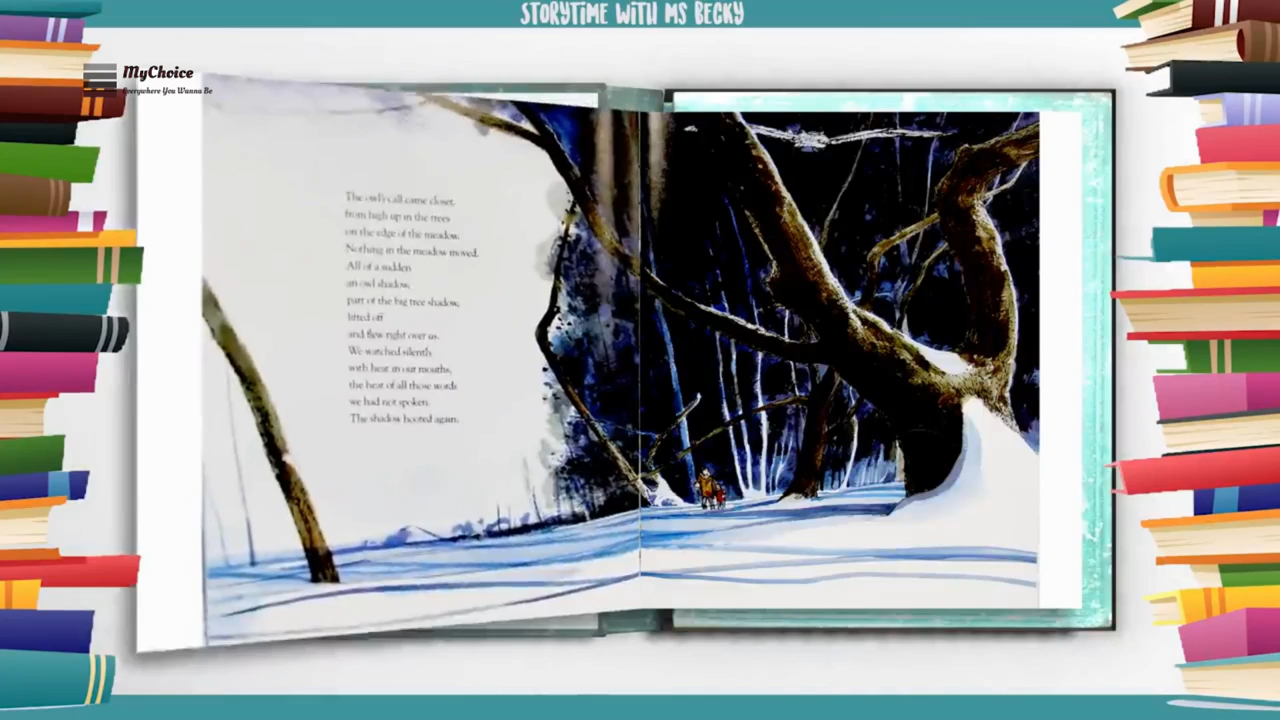 STORYTIME WITH MS BECKY
MyChoice
Everywhere You Wanna Be
The owl's call came closer,
from high up in the trees
on the edge of the meadow.
Nothing in the meadow moved.
All of a sudden
an owl shadow,
part of the big tree shadow,
lifted off
and flew right over us.
We watched silently
with heat in our mouths,
the heat of all those words
we had not spoken.
The shadow hooted again.